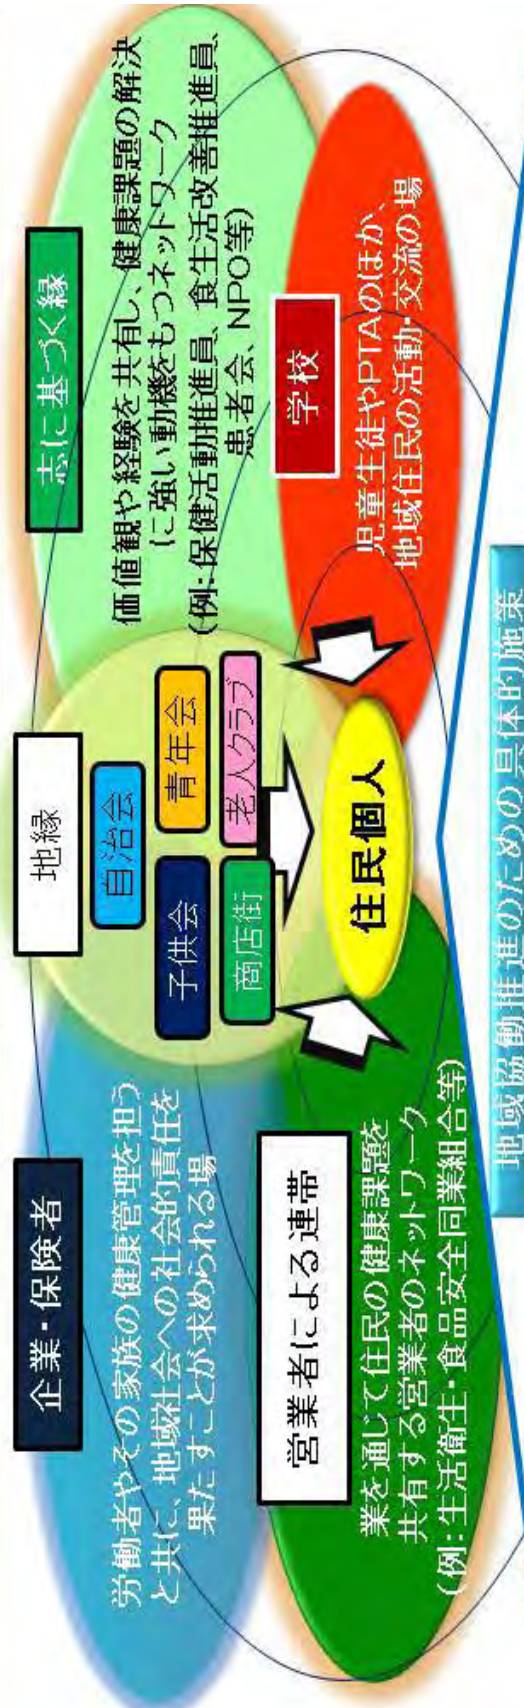 企業・保険者
労働者やその家族の健康管理を担う
と共に、地域社会への社会的責任を
果たすことが求められる場
地縁
自治会
子供会
青年会
商店街
老人クラブ
志に基づく縁
価値観や経験を共有し、健康課題の解決
に強い動機をもつネットワーク
(例:保健活動推進員、食生活改善推進員、
患者会、NPO等)
営業者による連帯
業を通じて住民の健康課題を
共有する営業者のネットワーク
(例:生活衛生・食品安全同業組合等)
住民個人
学校
児童生徒やPTAのほか、
地域住民の活動・交流の場
地域協働推進のための具体的施策